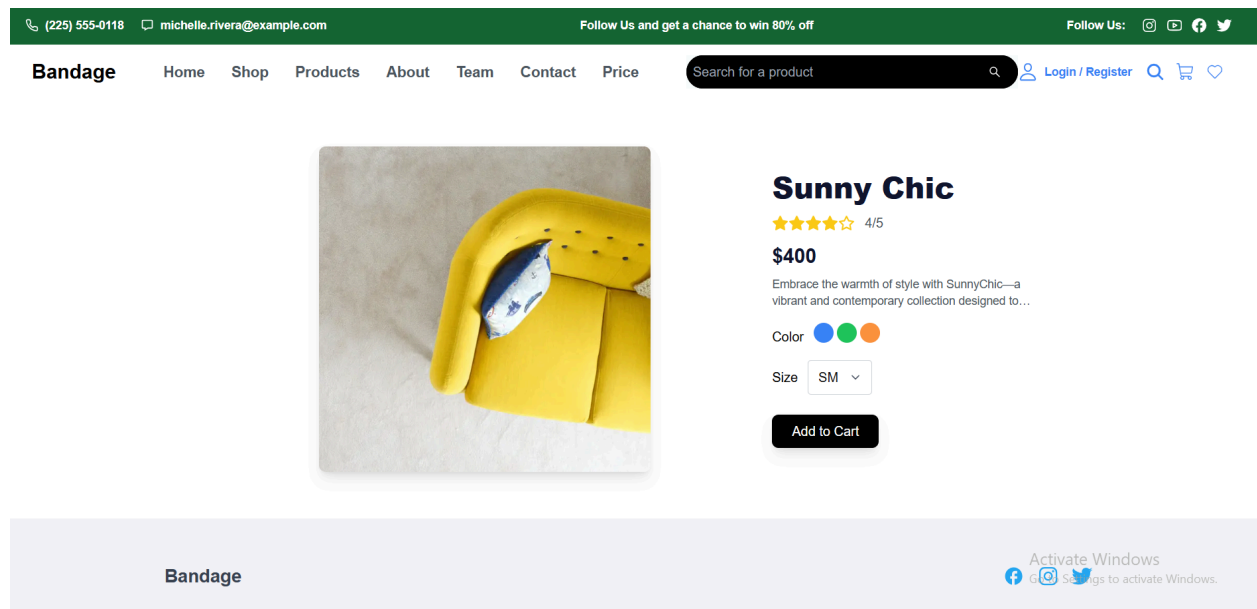 (225) 555-0118 michelle.rivera@example.com Follow Us and get a chance to win 80% off Follow Us:
Bandage Home Shop Products About Team Contact Price Search for a product Login / Register
Sunny Chic
4/5
$400
Embrace the warmth of style with SunnyChic—a
vibrant and contemporary collection designed to…
Color
Size SM
Add to Cart
Activate Windows
Bandage
Go to Settings to activate Windows.